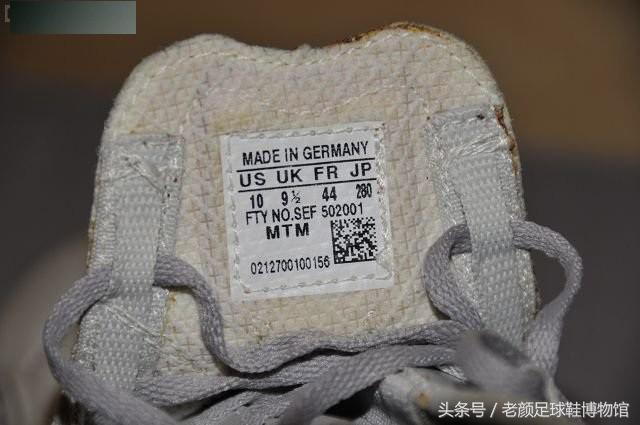 MADE IN GERMANY
US UK FR JP
10 9½ 44 280
FTY NO.SEF 502001
MTM
0212700100156
头条号 / 老颜足球鞋博物馆